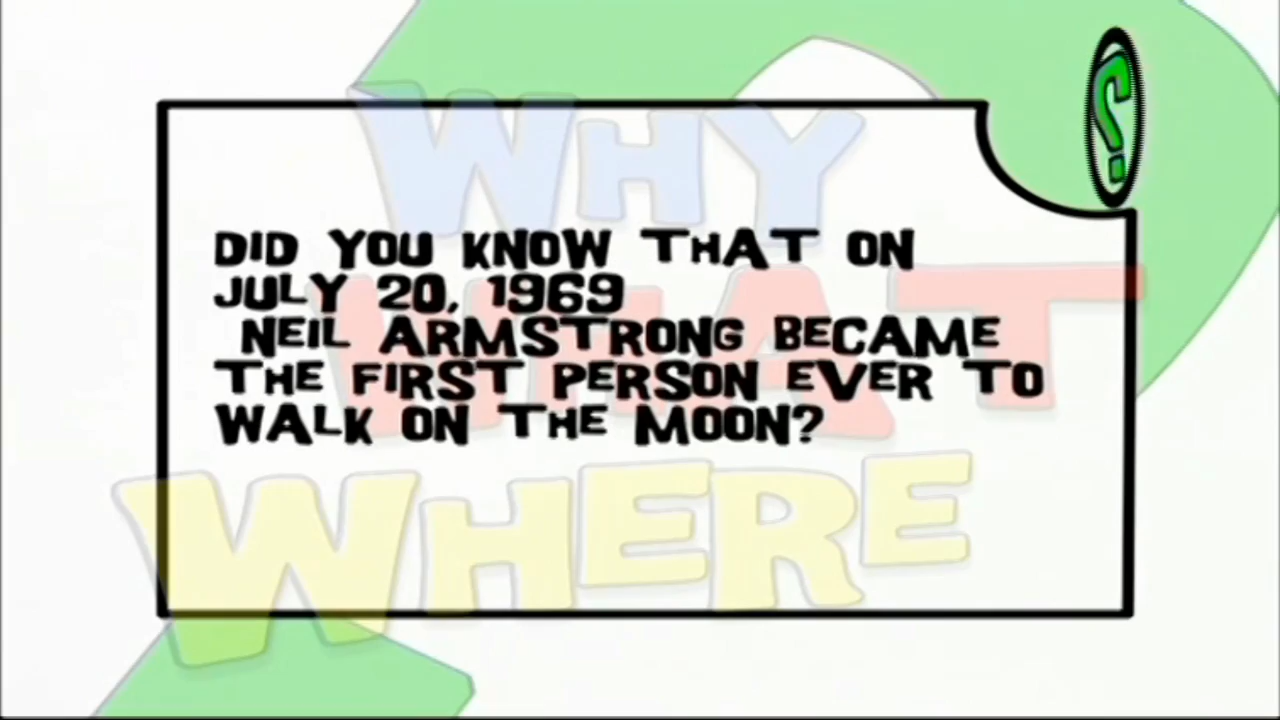 WHY
WHAT
WHERE
DID YOU KNOW THAT ON
JULY 20, 1969
NEIL ARMSTRONG BECAME
THE FIRST PERSON EVER TO
WALK ON THE MOON?
?